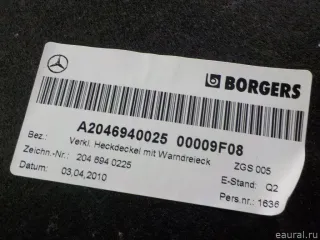 BORGERS
A2046940025 00009F08
Bez.: Verkl. Heckdeckel mit Warndreieck ZGS 005
Zeichn.-Nr.: 204 694 0225 E-Stand: Q2
Datum: 03,04,2010 Pers.nr.: 1636
eaural.ru